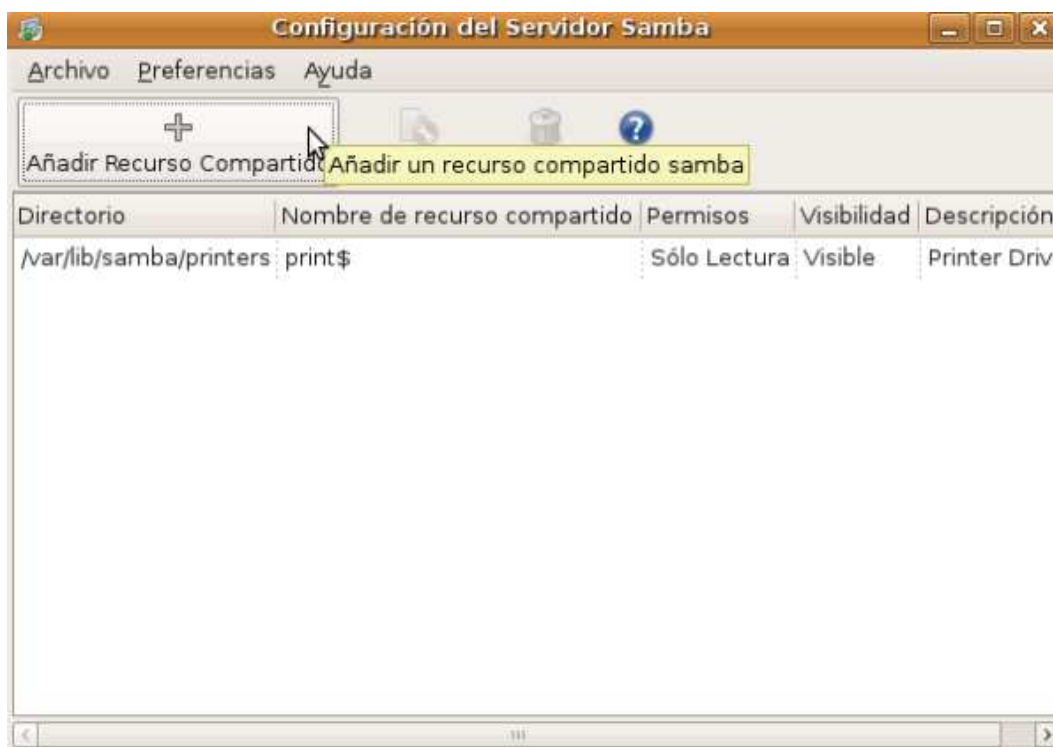 Configuración del Servidor Samba
Archivo Preferencias Ayuda
Añadir Recurso Compartido
Añadir un recurso compartido samba
Directorio Nombre de recurso compartido Permisos Visibilidad Descripción
/var/lib/samba/printers print$ Sólo Lectura Visible Printer Driv